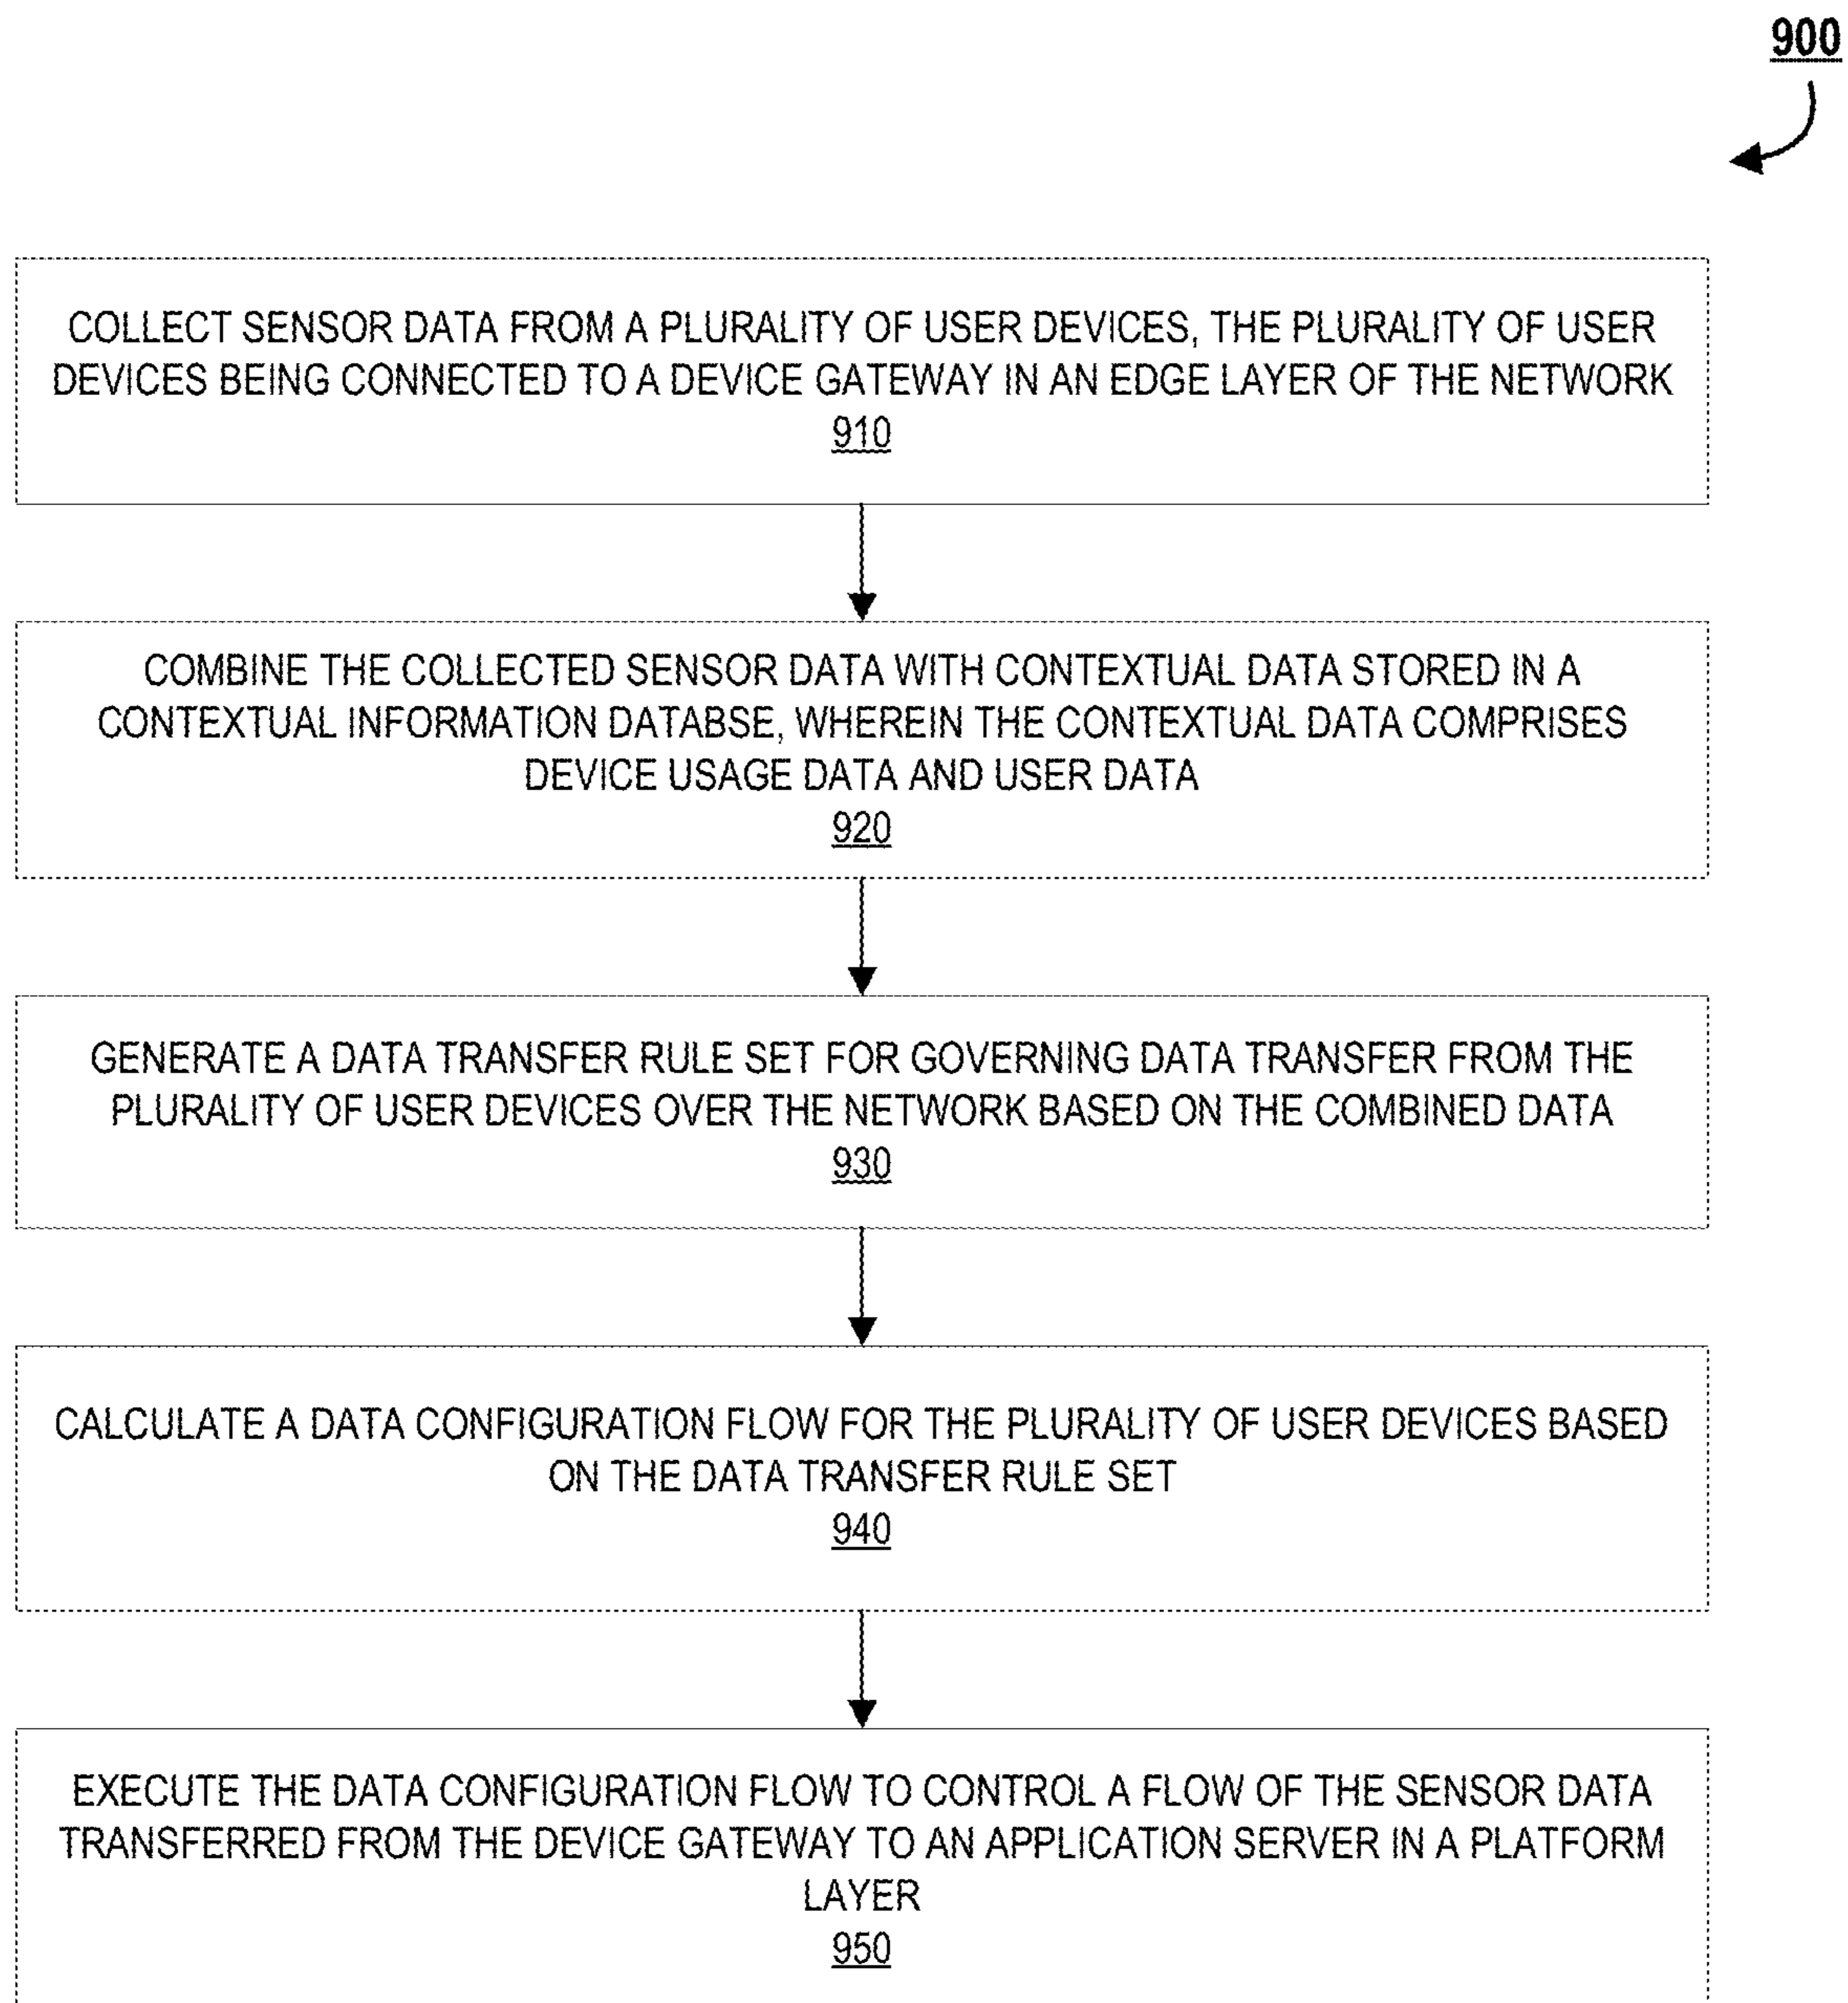 900
COLLECT SENSOR DATA FROM A PLURALITY OF USER DEVICES, THE PLURALITY OF USER
DEVICES BEING CONNECTED TO A DEVICE GATEWAY IN AN EDGE LAYER OF THE NETWORK
910
COMBINE THE COLLECTED SENSOR DATA WITH CONTEXTUAL DATA STORED IN A
CONTEXTUAL INFORMATION DATABSE, WHEREIN THE CONTEXTUAL DATA COMPRISES
DEVICE USAGE DATA AND USER DATA
920
GENERATE A DATA TRANSFER RULE SET FOR GOVERNING DATA TRANSFER FROM THE
PLURALITY OF USER DEVICES OVER THE NETWORK BASED ON THE COMBINED DATA
930
CALCULATE A DATA CONFIGURATION FLOW FOR THE PLURALITY OF USER DEVICES BASED
ON THE DATA TRANSFER RULE SET
940
EXECUTE THE DATA CONFIGURATION FLOW TO CONTROL A FLOW OF THE SENSOR DATA
TRANSFERRED FROM THE DEVICE GATEWAY TO AN APPLICATION SERVER IN A PLATFORM
LAYER
950